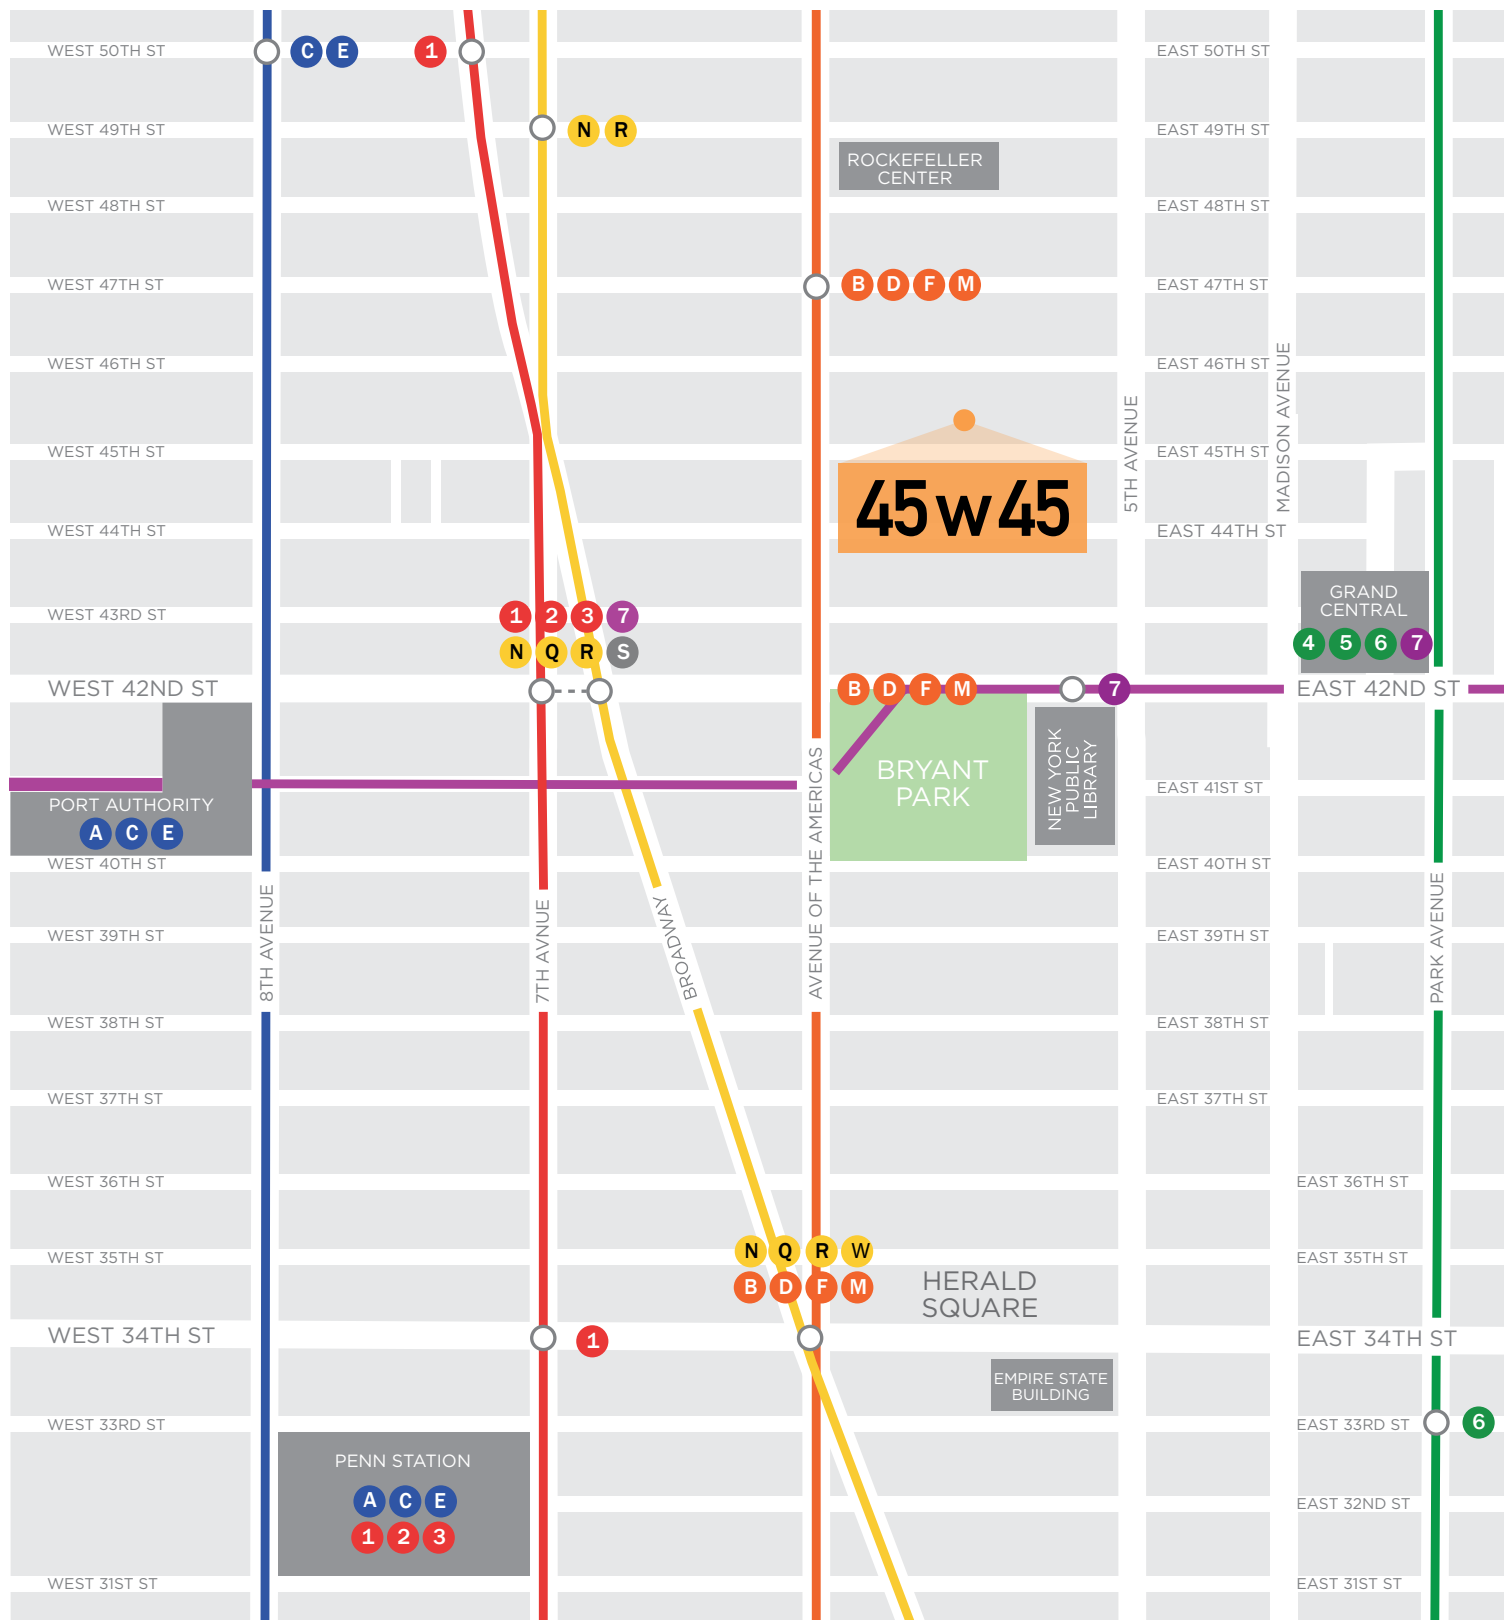 WEST 50TH ST
C E
1
EAST 50TH ST
WEST 49TH ST
N R
EAST 49TH ST
ROCKEFELLER
CENTER
WEST 48TH ST
EAST 48TH ST
WEST 47TH ST
B D F M
EAST 47TH ST
WEST 46TH ST
EAST 46TH ST
MADISON AVENUE
5TH AVENUE
WEST 45TH ST
EAST 45TH ST
45 w 45
WEST 44TH ST
EAST 44TH ST
WEST 43RD ST
1 2 3 7
N Q R S
GRAND
CENTRAL
4 5 6 7
WEST 42ND ST
B D F M
7
EAST 42ND ST
BRYANT
PARK
NEW YORK
PUBLIC
LIBRARY
PORT AUTHORITY
A C E
EAST 41ST ST
WEST 40TH ST
EAST 40TH ST
8TH AVENUE
7TH AVNUE
BROADWAY
AVENUE OF THE AMERICAS
PARK AVENUE
WEST 39TH ST
EAST 39TH ST
WEST 38TH ST
EAST 38TH ST
WEST 37TH ST
EAST 37TH ST
WEST 36TH ST
EAST 36TH ST
WEST 35TH ST
N Q R W
B D F M
EAST 35TH ST
HERALD
SQUARE
WEST 34TH ST
1
EAST 34TH ST
EMPIRE STATE
BUILDING
WEST 33RD ST
EAST 33RD ST
6
PENN STATION
A C E
1 2 3
EAST 32ND ST
WEST 31ST ST
EAST 31ST ST